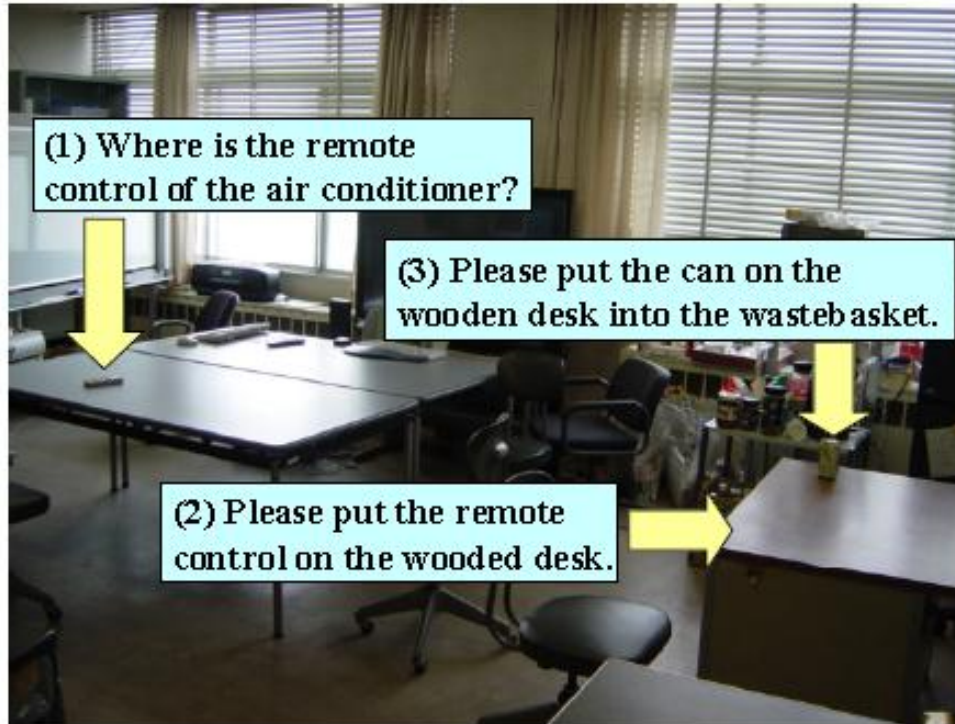 (1) Where is the remote
control of the air conditioner?
(3) Please put the can on the
wooden desk into the wastebasket.
(2) Please put the remote
control on the wooded desk.